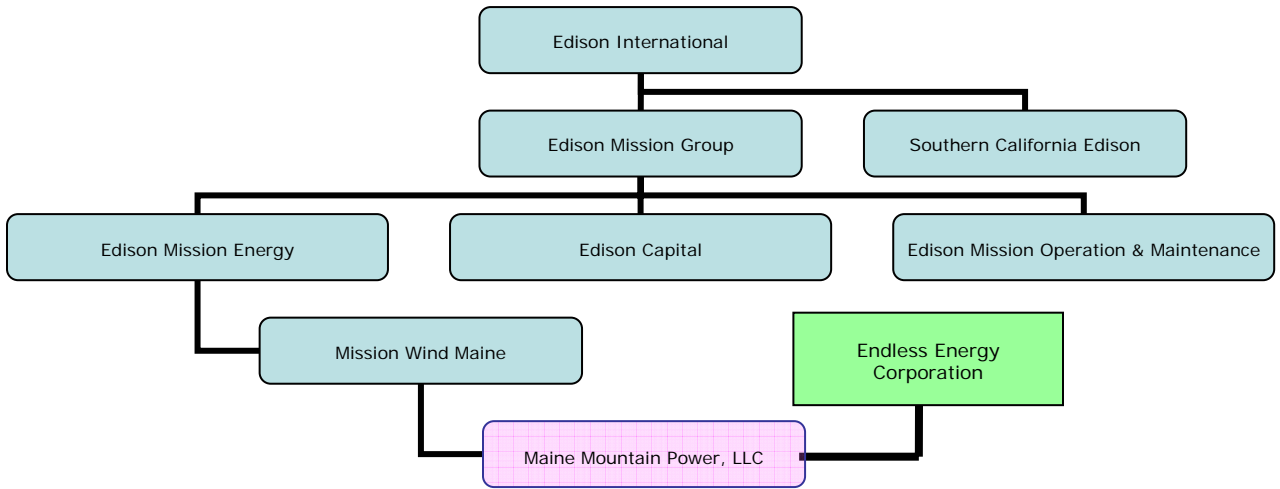 Edison International
Edison Mission Group
Southern California Edison
Edison Mission Energy
Edison Capital
Edison Mission Operation & Maintenance
Mission Wind Maine
Endless Energy
Corporation
Maine Mountain Power, LLC